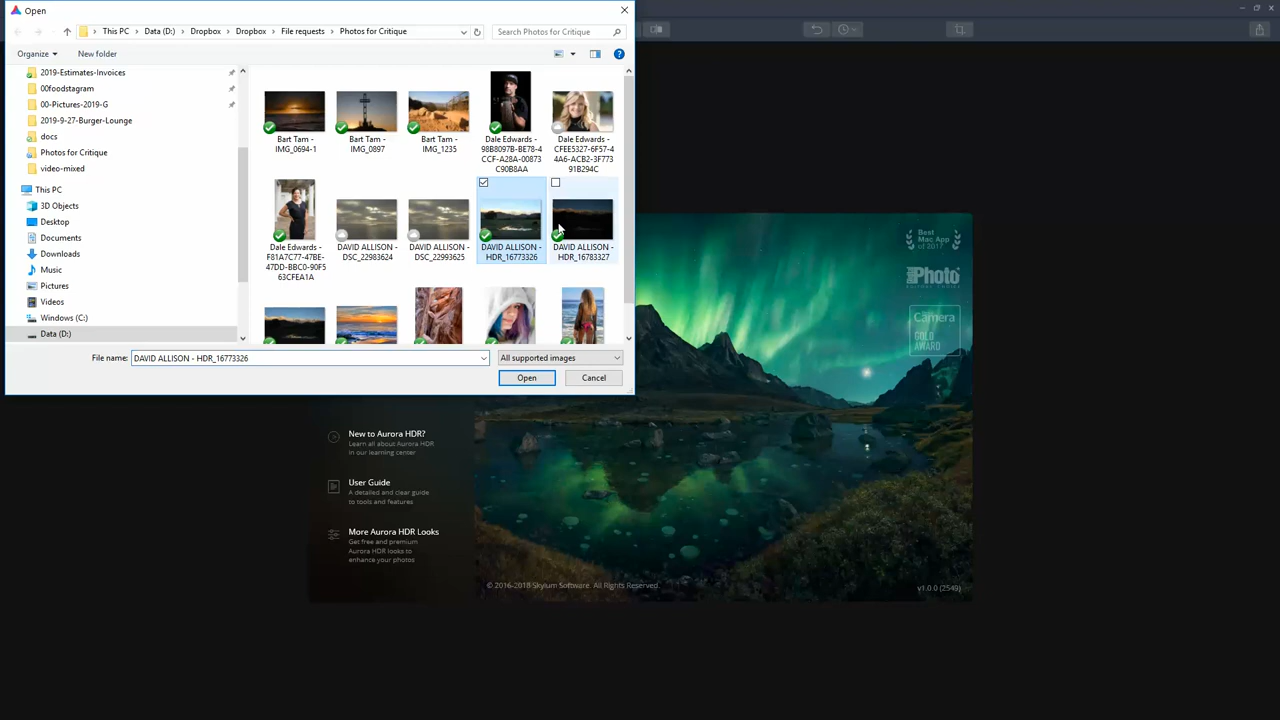 Open
This PC
Data (D:)
Dropbox
Dropbox
File requests
Photos for Critique
Search Photos for Critique
Organize
New folder
2019-Estimates-Invoices
00foodstagram
00-Pictures-2019-G
2019-9-27-Burger-Lounge
docs
Photos for Critique
video-mixed
This PC
3D Objects
Desktop
Documents
Downloads
Music
Pictures
Videos
Windows (C:)
Data (D:)
Bart Tam -
IMG_0694-1
Bart Tam -
IMG_0897
Bart Tam -
IMG_1235
Dale Edwards -
98B8097B-BE78-4
CCF-A28A-00873
C90B8AA
Dale Edwards -
CFEE5327-6F57-4
4A6-ACB2-3F773
91B294C
Dale Edwards -
F81A7C77-47BE-
47DD-BBC0-90F5
63CFEA1A
DAVID ALLISON -
DSC_22983624
DAVID ALLISON -
DSC_22993625
DAVID ALLISON -
HDR_16773326
DAVID ALLISON -
HDR_16783327
File name:
DAVID ALLISON - HDR_16773326
All supported images
Open
Cancel
Best
Mac App
of 2017
Photo
Camera
GOLD
AWARD
New to Aurora HDR?
Learn all about Aurora HDR
in our learning center
User Guide
A detailed and clear guide
to tools and features
More Aurora HDR Looks
Get free and premium
Aurora HDR looks to
enhance your photos
© 2016-2018 Skylum Software. All Rights Reserved.
v1.0.0 (2549)